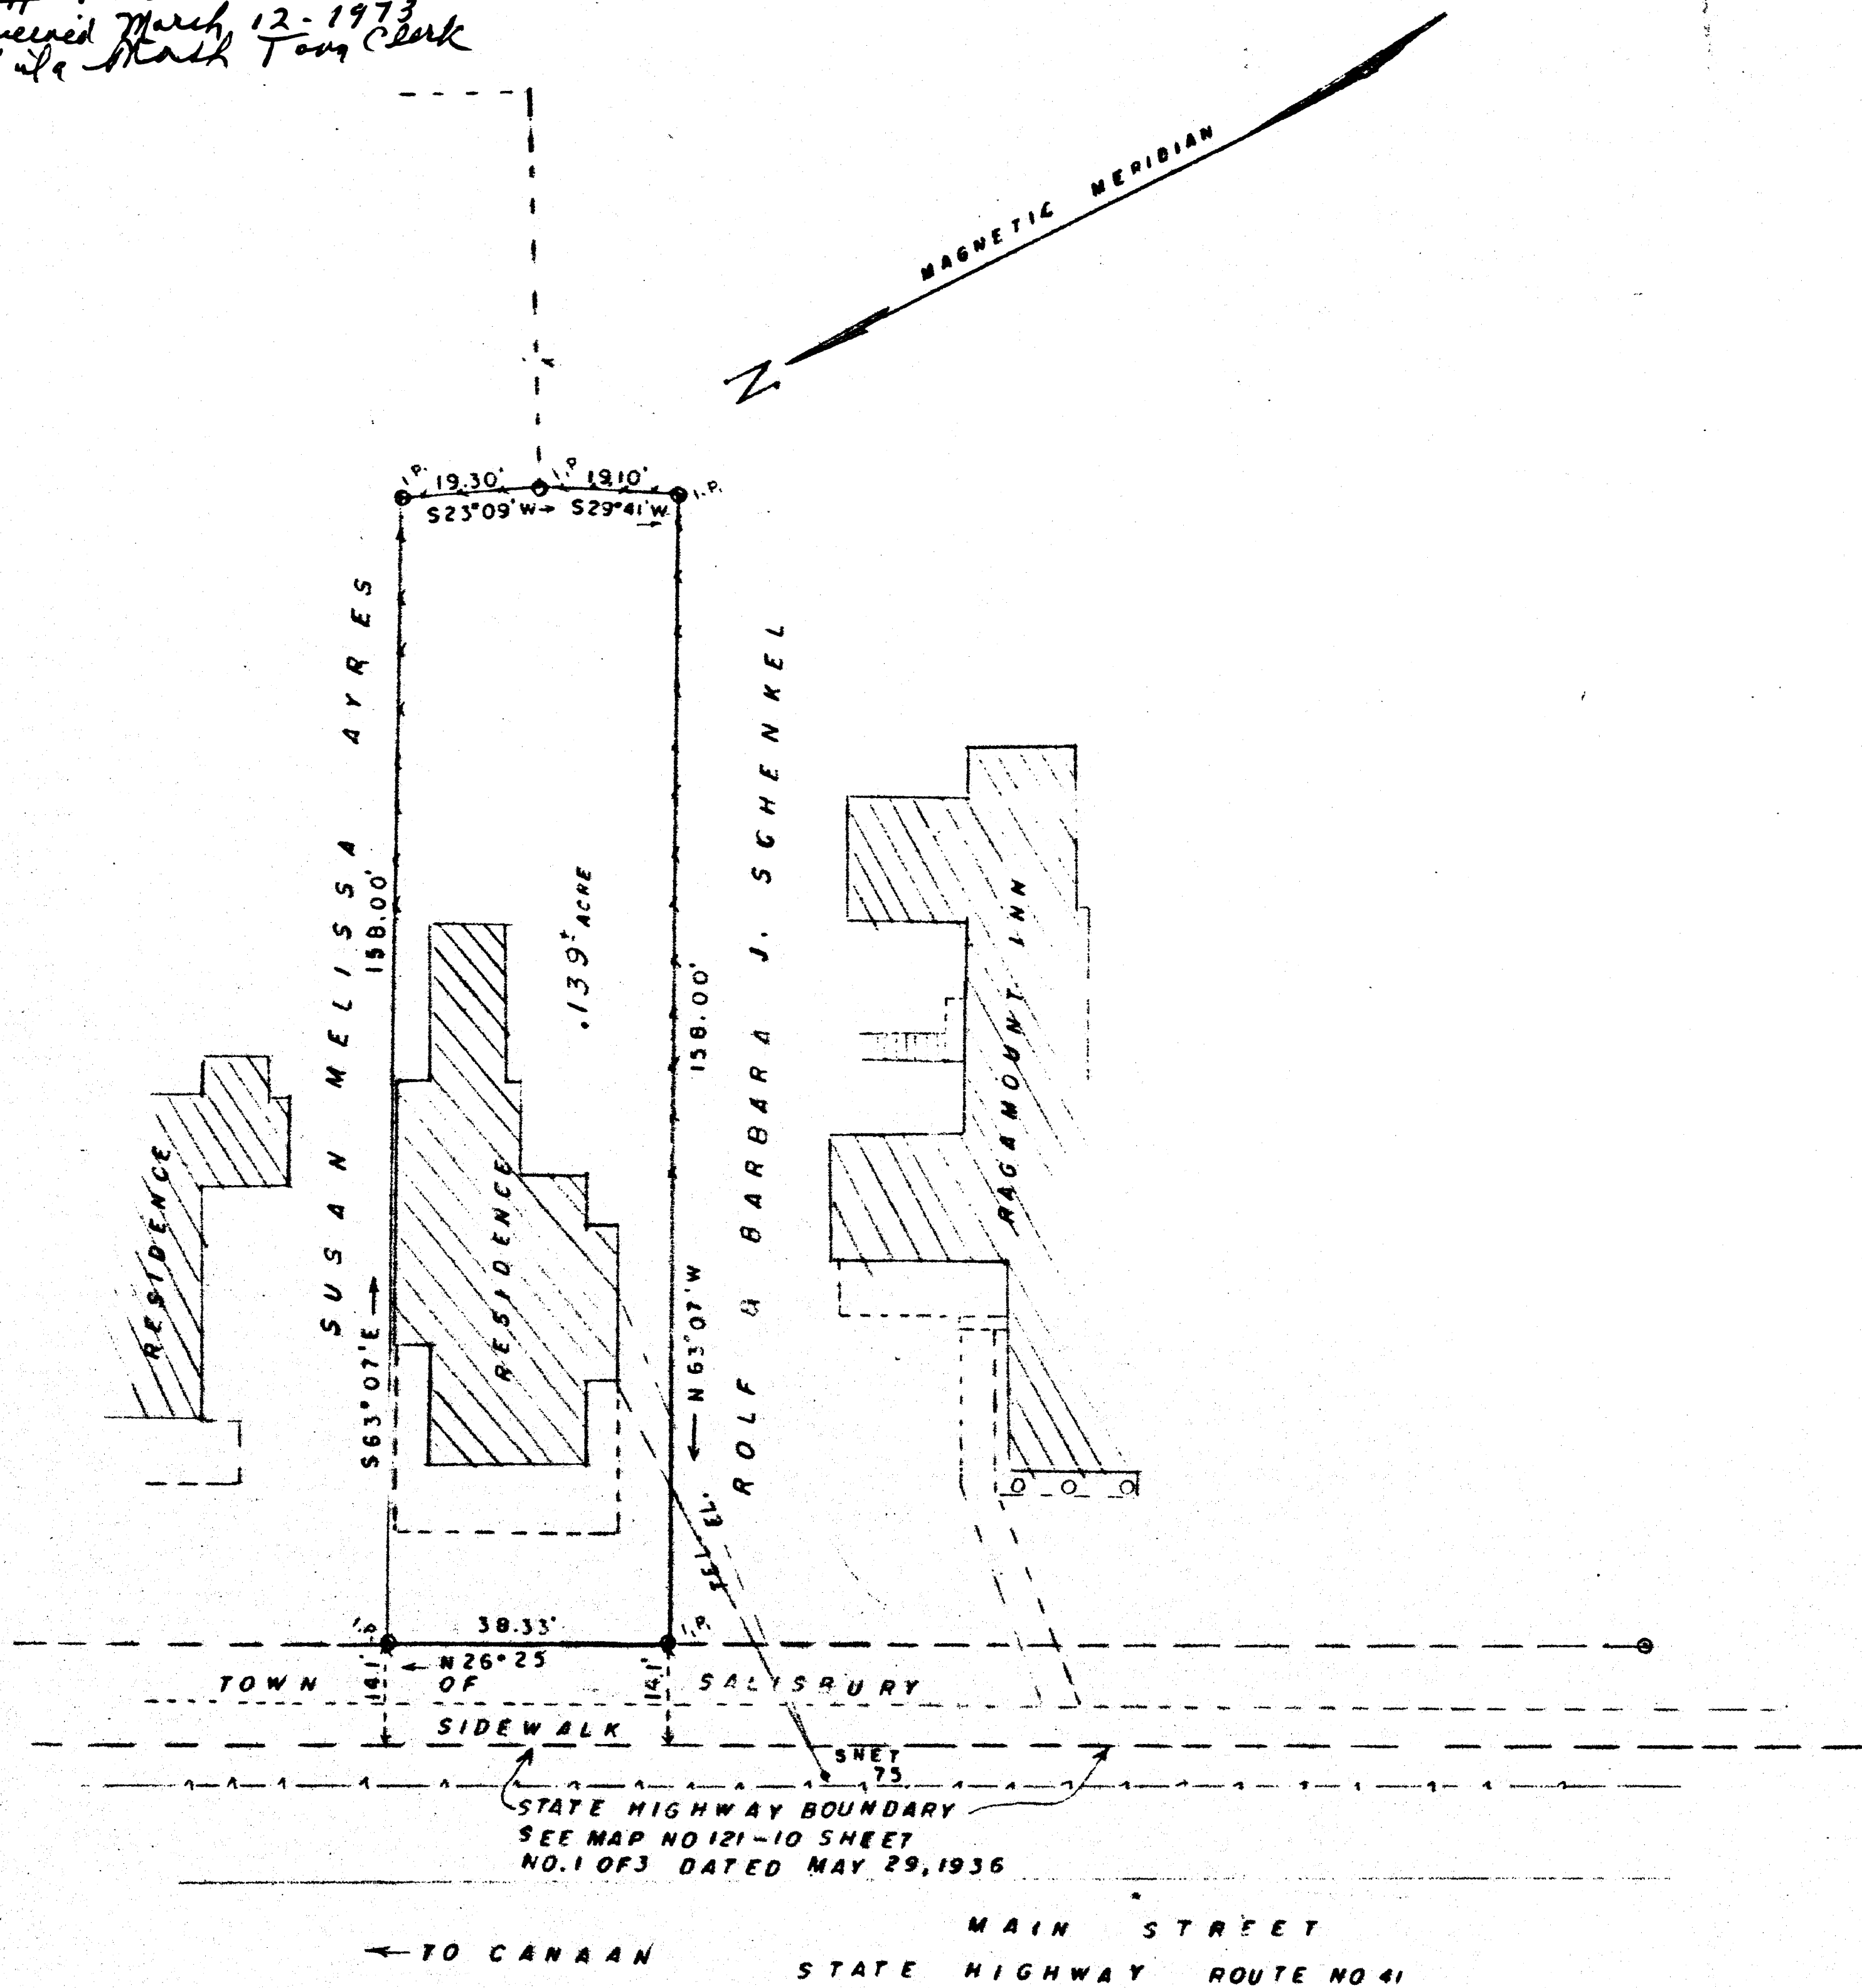 March 12-1973
Marsh Town Clerk
MAGNETIC MERIDIAN
N
I.P. 19.30' I.P. 19.10' I.P.
S23°09'W→ S29°41'W
→
SUSAN MELISSA AYRES
158.00'
S63°07'E →
.139± ACRE
158.00'
← N63°07'W
ROLF & BARBARA J. SCHENKEL
RAGAMOUNT INN
RESIDENCE
RESIDENCE
TEL. EL.
I.P. 38.33' I.P.
← N26°25
14.1' 14.1'
TOWN OF SALISBURY
SIDEWALK
SNET
75
STATE HIGHWAY BOUNDARY
SEE MAP NO 121-10 SHEET
NO.1 OF3 DATED MAY 29,1936
MAIN STREET
← TO CANAAN
STATE HIGHWAY ROUTE NO 41